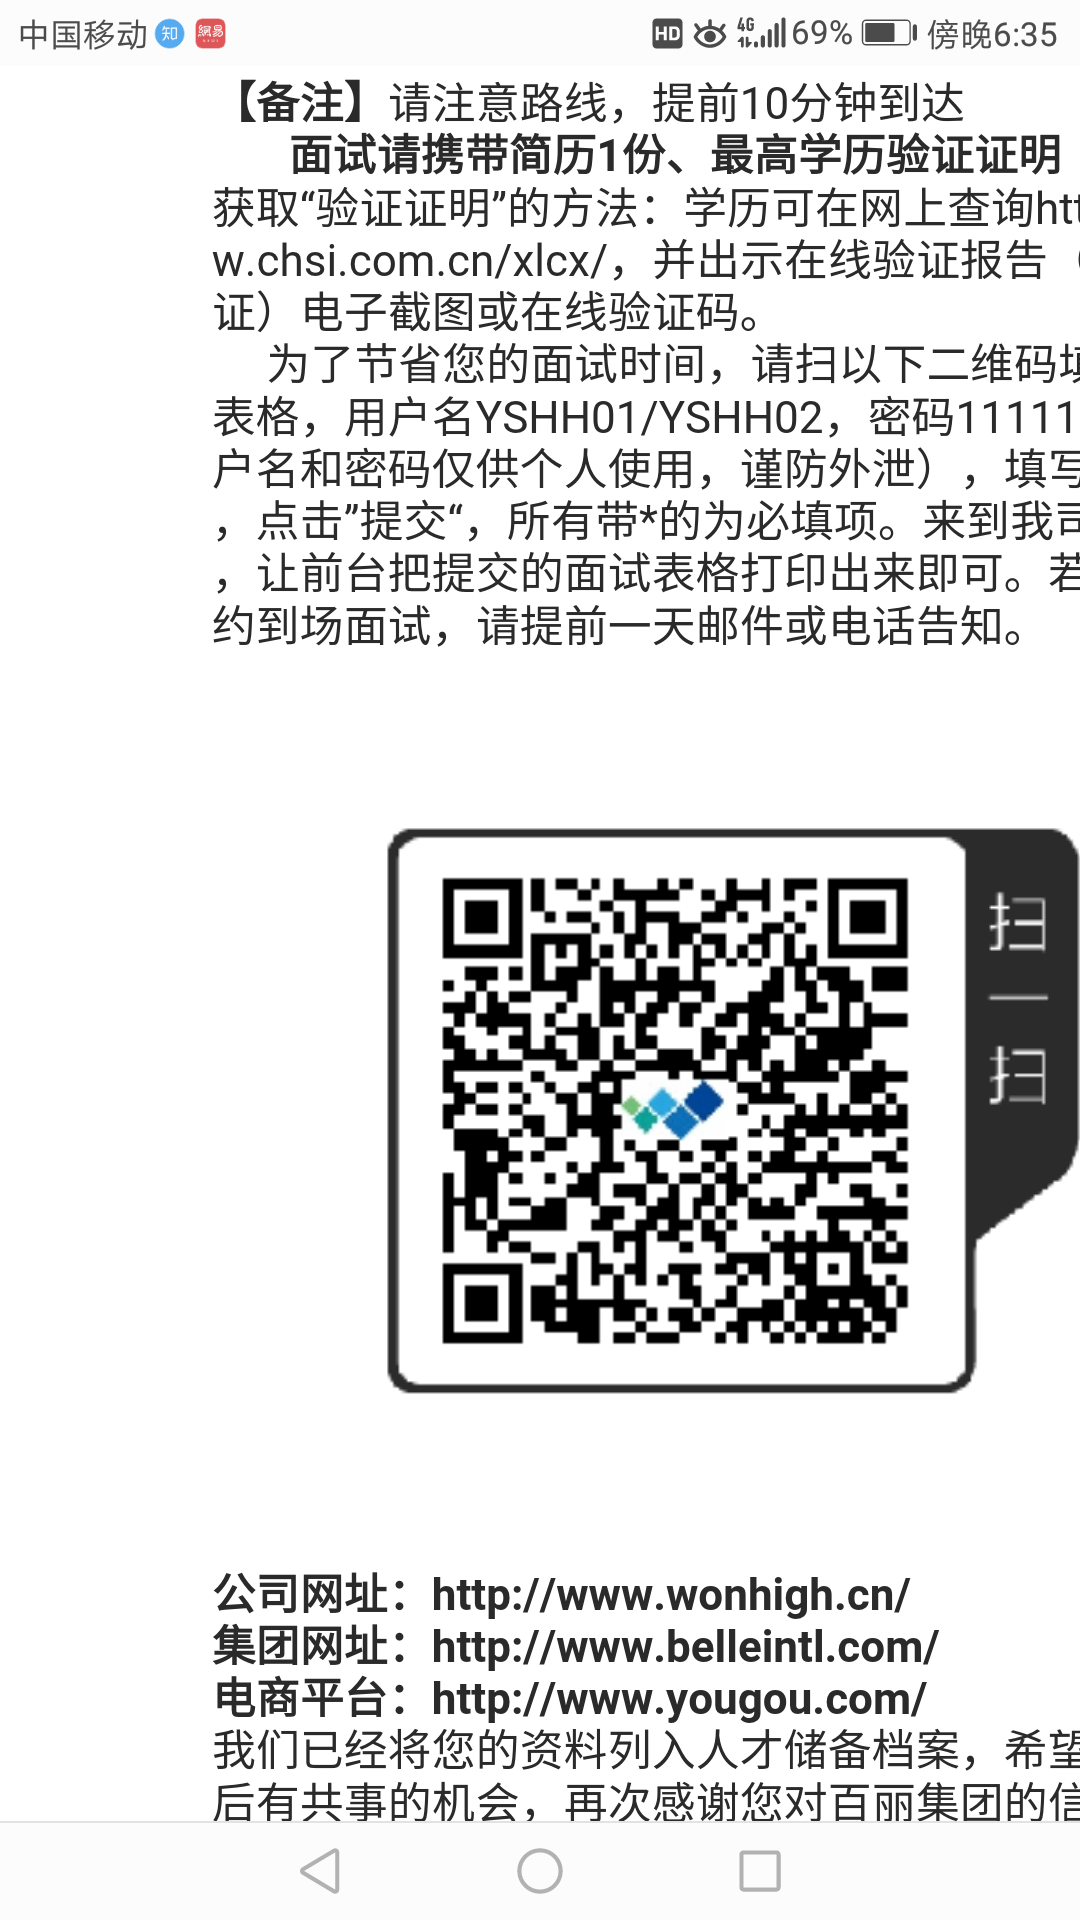 中国移动 知 網易 HD 4G 69% 傍晚6:35
【备注】请注意路线，提前10分钟到达
面试请携带简历1份、最高学历验证证明
获取“验证证明”的方法：学历可在网上查询htt
w.chsi.com.cn/xlcx/，并出示在线验证报告（
证）电子截图或在线验证码。
为了节省您的面试时间，请扫以下二维码填
表格，用户名YSHH01/YSHH02，密码11111
户名和密码仅供个人使用，谨防外泄），填写
，点击”提交“，所有带*的为必填项。来到我司
，让前台把提交的面试表格打印出来即可。若
约到场面试，请提前一天邮件或电话告知。
扫
一
扫
公司网址：http://www.wonhigh.cn/
集团网址：http://www.belleintl.com/
电商平台：http://www.yougou.com/
我们已经将您的资料列入人才储备档案，希望
后有共事的机会，再次感谢您对百丽集团的信